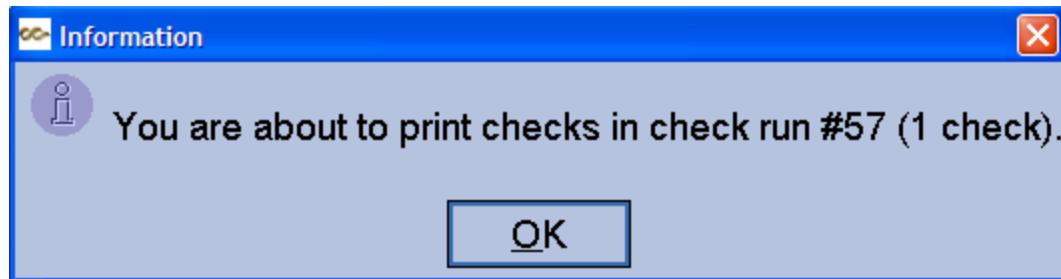 Information
You are about to print checks in check run #57 (1 check).
OK